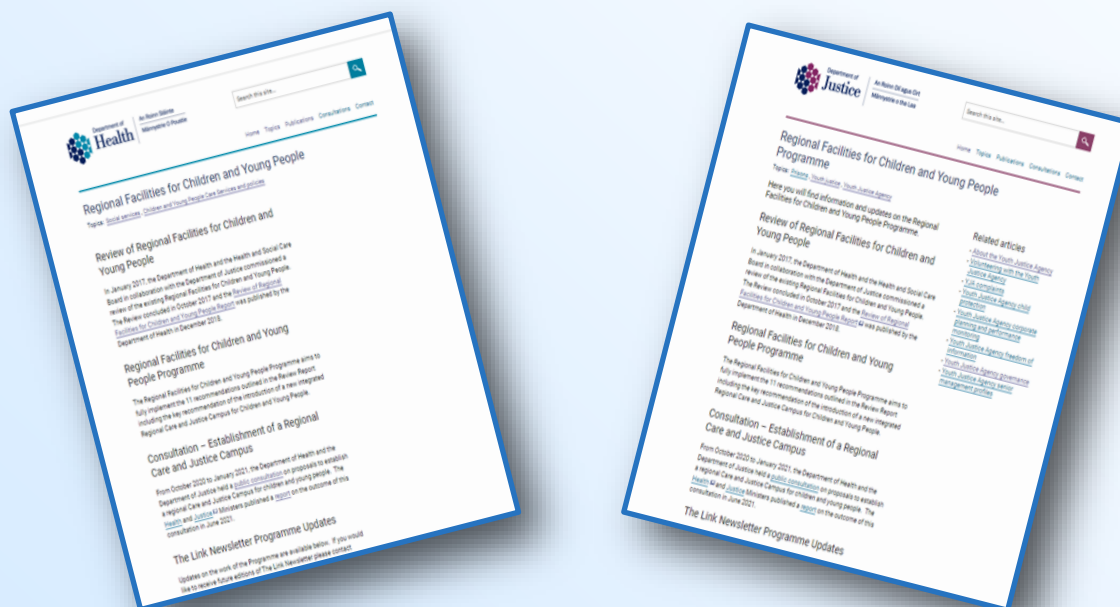 Department of
Health
An Roinn Sláinte
Männystrie O Poustie
Search this site...
Home Topics Publications Consultations Contact
Regional Facilities for Children and Young People
Topics: Social services, Children and Young People Care Services and policies
Review of Regional Facilities for Children and
Young People
In January 2017, the Department of Health and the Health and Social Care
Board in collaboration with the Department of Justice commissioned a
review of the existing Regional Facilities for Children and Young People.
The Review concluded in October 2017 and the Review of Regional
Facilities for Children and Young People Report was published by the
Department of Health in December 2018.
Regional Facilities for Children and Young
People Programme
The Regional Facilities for Children and Young People Programme aims to
fully implement the 11 recommendations outlined in the Review Report
including the key recommendation of the introduction of a new integrated
Regional Care and Justice Campus for Children and Young People.
Consultation – Establishment of a Regional
Care and Justice Campus
From October 2020 to January 2021, the Department of Health and the
Department of Justice held a public consultation on proposals to establish
a regional Care and Justice Campus for children and young people. The
Health and Justice Ministers published a report on the outcome of this
consultation in June 2021.
The Link Newsletter Programme Updates
Updates on the work of the Programme are available below. If you would
like to receive future editions of The Link Newsletter please contact
Department of
Justice
An Roinn Dlí agus Cirt
Männystrie o tha Laa
Search this site...
Home Topics Publications Consultations Contact
Regional Facilities for Children and Young People
Programme
Topics: Prisons, Youth Justice, Youth Justice Agency
Here you will find information and updates on the Regional
Facilities for Children and Young People Programme.
Review of Regional Facilities for Children and
Young People
In January 2017, the Department of Health and the Health and Social Care
Board in collaboration with the Department of Justice commissioned a
review of the existing Regional Facilities for Children and Young People.
The Review concluded in October 2017 and the Review of Regional
Facilities for Children and Young People Report was published by the
Department of Health in December 2018.
Regional Facilities for Children and Young
People Programme
The Regional Facilities for Children and Young People Programme aims to
fully implement the 11 recommendations outlined in the Review Report
including the key recommendation of the introduction of a new integrated
Regional Care and Justice Campus for Children and Young People.
Consultation – Establishment of a Regional
Care and Justice Campus
From October 2020 to January 2021, the Department of Health and the
Department of Justice held a public consultation on proposals to establish
a regional Care and Justice Campus for children and young people. The
Health and Justice Ministers published a report on the outcome of this
consultation in June 2021.
The Link Newsletter Programme Updates
Related articles
• About the Youth Justice Agency
• Volunteering with the Youth
Justice Agency
• YJA complaints
• Youth Justice Agency child
protection
• Youth Justice Agency corporate
planning and performance
monitoring
• Youth Justice Agency freedom of
information
• Youth Justice Agency governance
• Youth Justice Agency senior
management profiles